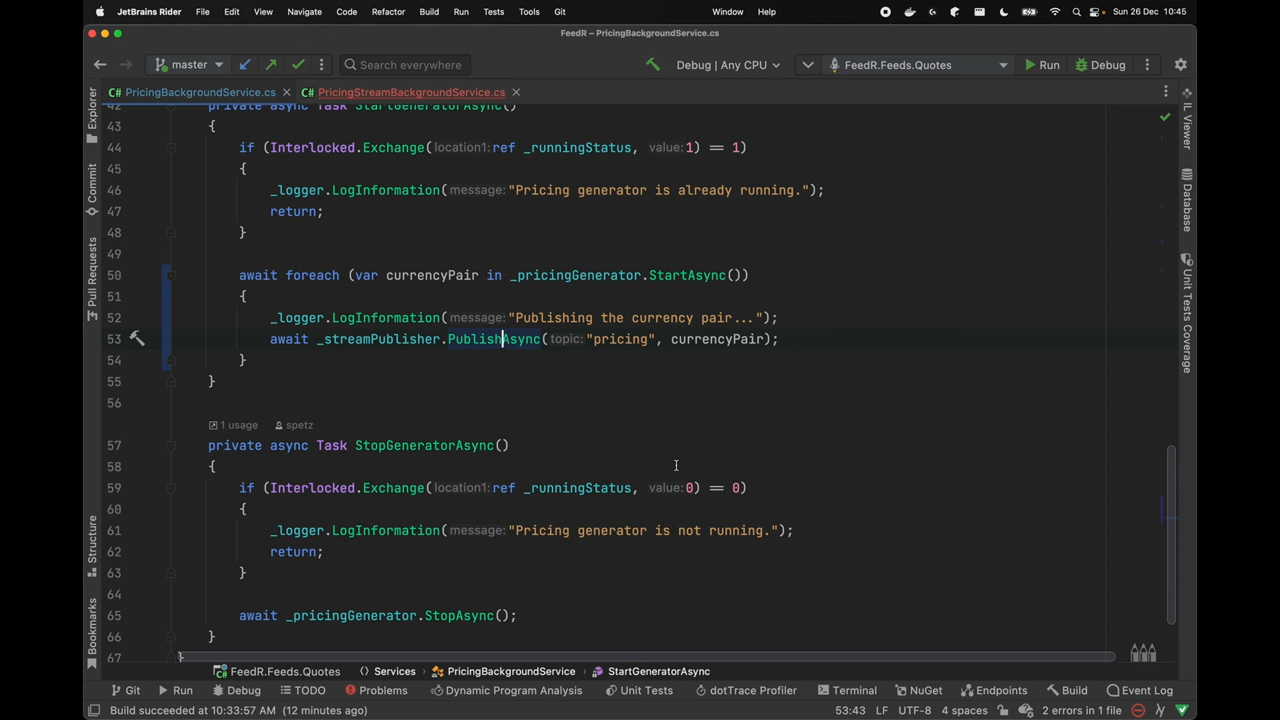 JetBrains Rider File Edit View Navigate Code Refactor Build Run Tests Tools Git Window Help Sun 26 Dec 10:45
FeedR – PricingBackgroundService.cs
master Search everywhere Debug | Any CPU FeedR.Feeds.Quotes Run Debug
C# PricingBackgroundService.cs C# PricingStreamBackgroundService.cs
Explorer
Commit
Pull Requests
Structure
Bookmarks
IL Viewer
Database
Unit Tests Coverage
42 private async Task StartGeneratorAsync()
43 {
44 if (Interlocked.Exchange(location1: ref _runningStatus, value: 1) == 1)
45 {
46 _logger.LogInformation(message: "Pricing generator is already running.");
47 return;
48 }
49
50 await foreach (var currencyPair in _pricingGenerator.StartAsync())
51 {
52 _logger.LogInformation(message: "Publishing the currency pair...");
53 await _streamPublisher.PublishAsync(topic: "pricing", currencyPair);
54 }
55 }
56
1 usage spetz
57 private async Task StopGeneratorAsync()
58 {
59 if (Interlocked.Exchange(location1: ref _runningStatus, value: 0) == 0)
60 {
61 _logger.LogInformation(message: "Pricing generator is not running.");
62 return;
63 }
64
65 await _pricingGenerator.StopAsync();
66 }
67 }
FeedR.Feeds.Quotes Services PricingBackgroundService StartGeneratorAsync
Git Run Debug TODO Problems Dynamic Program Analysis Unit Tests dotTrace Profiler Terminal NuGet Endpoints Build Event Log
Build succeeded at 10:33:57 AM (12 minutes ago) 53:43 LF UTF-8 4 spaces 2 errors in 1 file